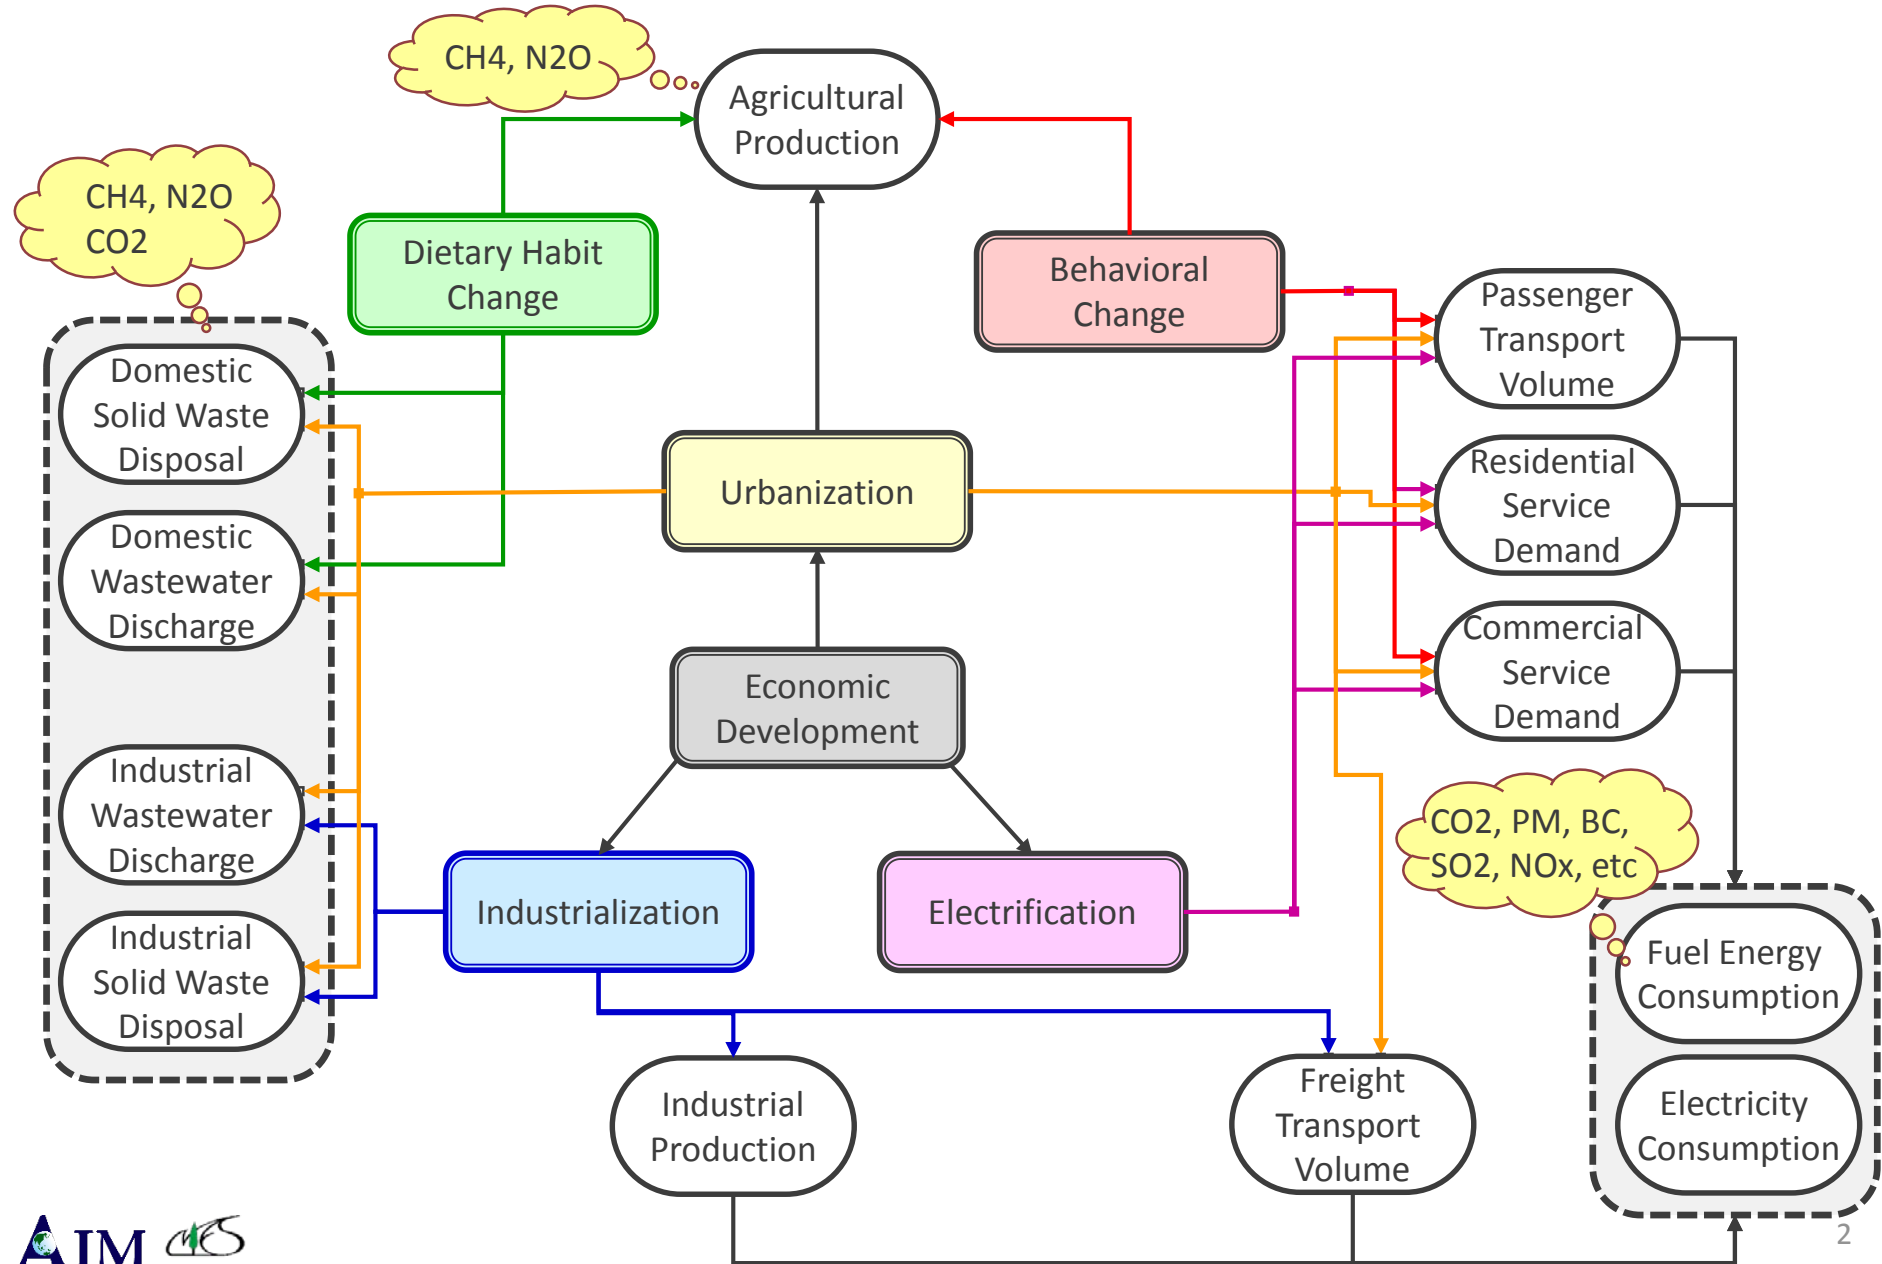 CH4, N2O
Agricultural
Production
CH4, N2O
CO2
Dietary Habit
Change
Behavioral
Change
Passenger
Transport
Volume
Domestic
Solid Waste
Disposal
Urbanization
Residential
Service
Demand
Domestic
Wastewater
Discharge
Economic
Development
Commercial
Service
Demand
Industrial
Wastewater
Discharge
CO2, PM, BC,
SO2, NOx, etc
Industrialization
Electrification
Industrial
Solid Waste
Disposal
Fuel Energy
Consumption
Industrial
Production
Freight
Transport
Volume
Electricity
Consumption
AIM
2